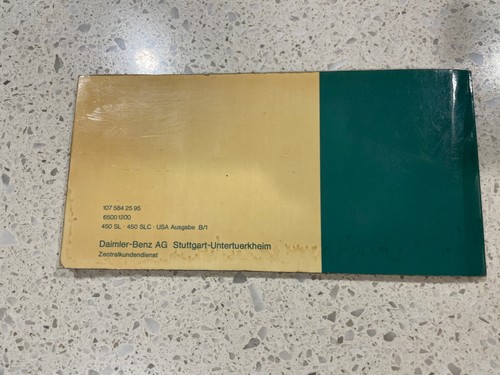 107 584 25 95
6500 1200
450 SL · 450 SLC · USA Ausgabe B/1
Daimler-Benz AG Stuttgart-Untertuerkheim
Zentralkundendienst